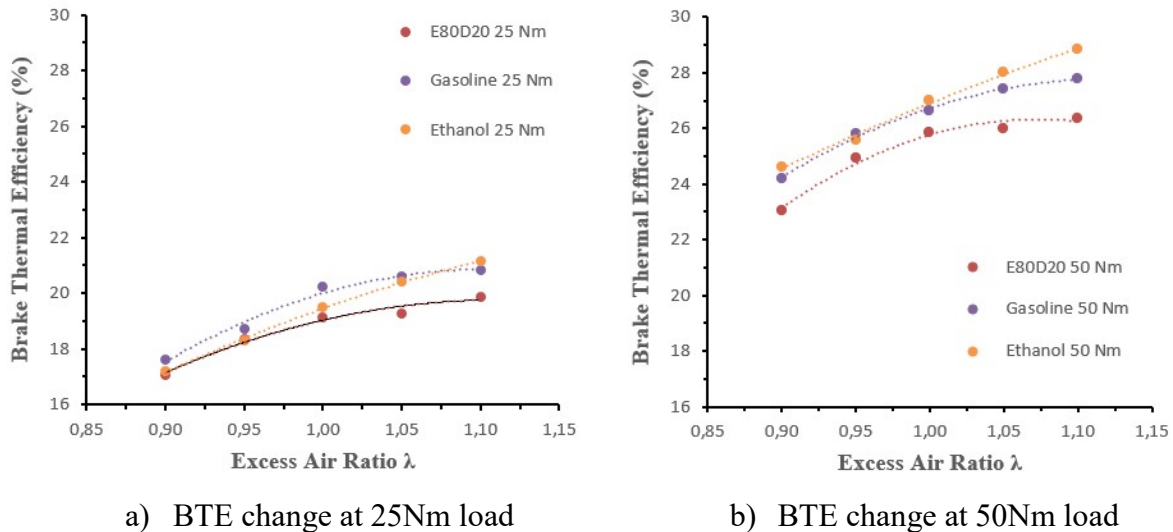 30
28
26
24
22
20
18
16
Brake Thermal Efficiency (%)
E80D20 25 Nm
Gasoline 25 Nm
Ethanol 25 Nm
0,85 0,90 0,95 1,00 1,05 1,10 1,15
Excess Air Ratio λ
a) BTE change at 25Nm load
30
28
26
24
22
20
18
16
Brake Thermal Efficiency (%)
E80D20 50 Nm
Gasoline 50 Nm
Ethanol 50 Nm
0,85 0,90 0,95 1,00 1,05 1,10 1,15
Excess Air Ratio λ
b) BTE change at 50Nm load